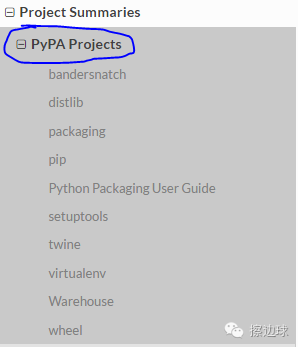 Project Summaries
PyPA Projects
bandersnatch
distlib
packaging
pip
Python Packaging User Guide
setuptools
twine
virtualenv
Warehouse
wheel
擦边球